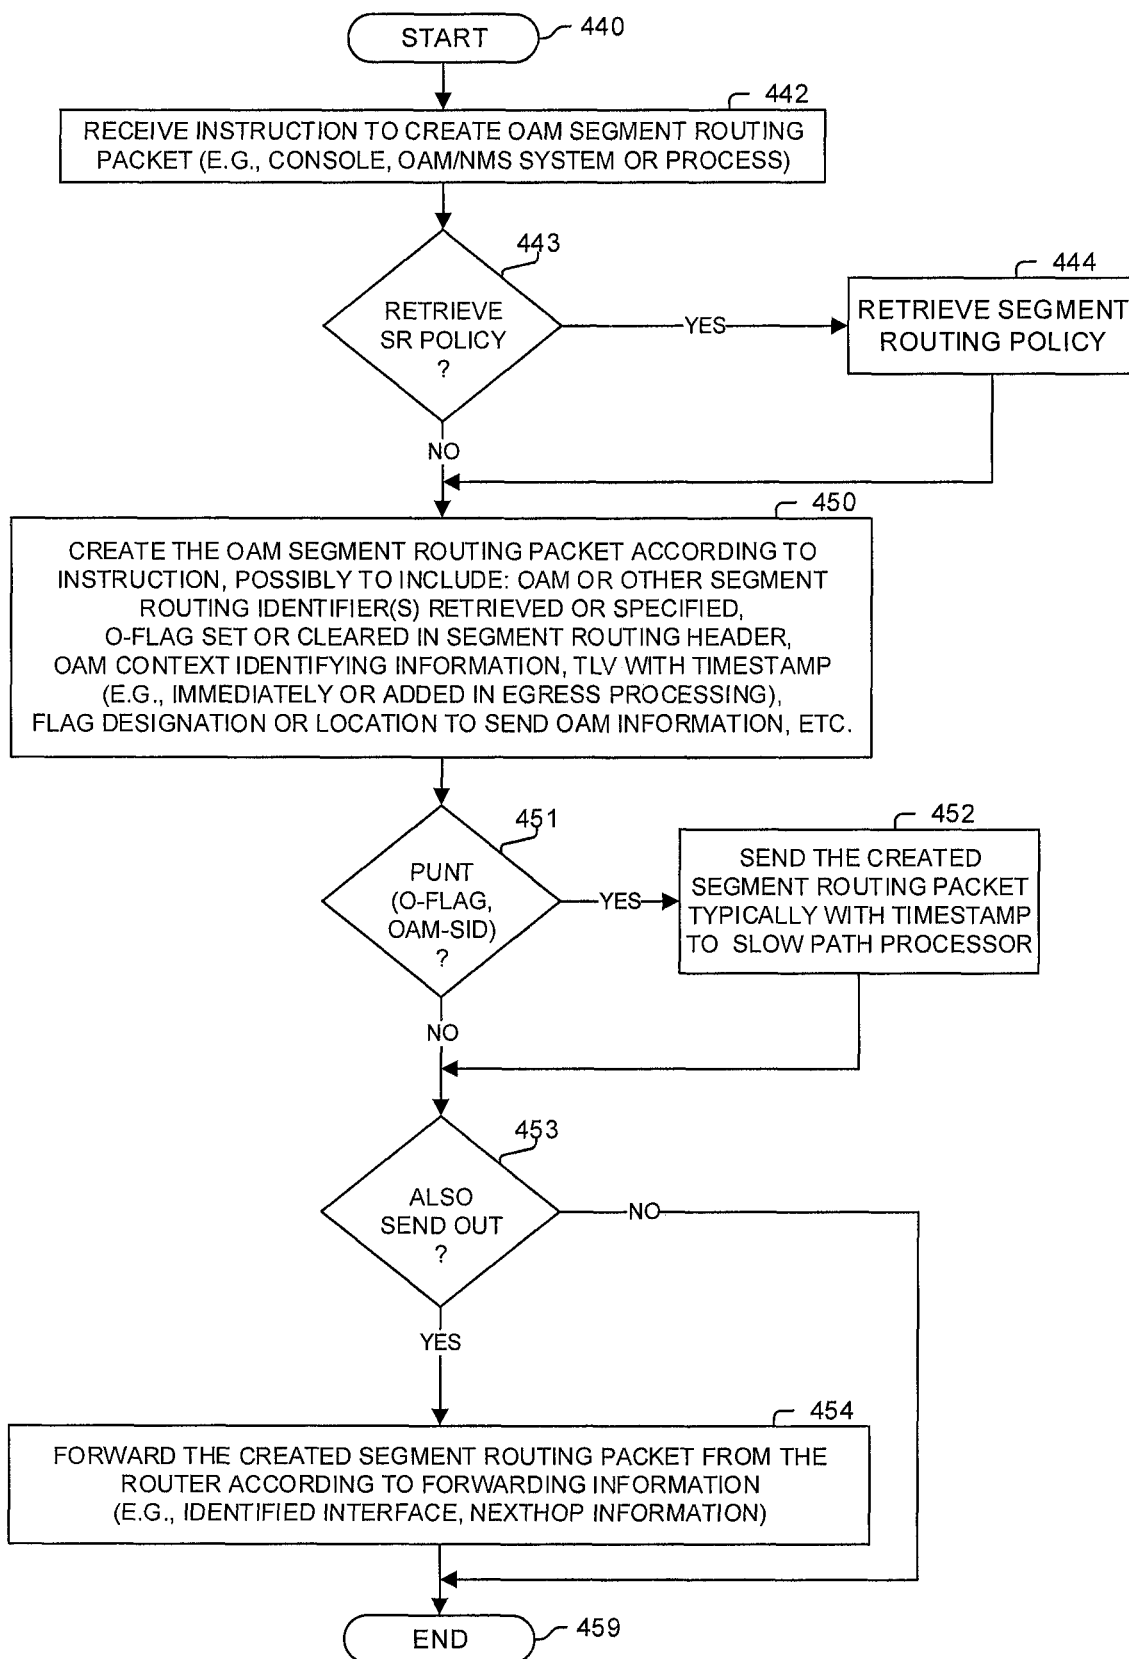 START
440
442
RECEIVE INSTRUCTION TO CREATE OAM SEGMENT ROUTING
PACKET (E.G., CONSOLE, OAM/NMS SYSTEM OR PROCESS)
443
RETRIEVE
SR POLICY
?
YES
444
RETRIEVE SEGMENT
ROUTING POLICY
NO
450
CREATE THE OAM SEGMENT ROUTING PACKET ACCORDING TO
INSTRUCTION, POSSIBLY TO INCLUDE: OAM OR OTHER SEGMENT
ROUTING IDENTIFIER(S) RETRIEVED OR SPECIFIED,
O-FLAG SET OR CLEARED IN SEGMENT ROUTING HEADER,
OAM CONTEXT IDENTIFYING INFORMATION, TLV WITH TIMESTAMP
(E.G., IMMEDIATELY OR ADDED IN EGRESS PROCESSING),
FLAG DESIGNATION OR LOCATION TO SEND OAM INFORMATION, ETC.
451
PUNT
(O-FLAG,
OAM-SID)
?
YES
452
SEND THE CREATED
SEGMENT ROUTING PACKET
TYPICALLY WITH TIMESTAMP
TO SLOW PATH PROCESSOR
NO
453
ALSO
SEND OUT
?
NO
YES
454
FORWARD THE CREATED SEGMENT ROUTING PACKET FROM THE
ROUTER ACCORDING TO FORWARDING INFORMATION
(E.G., IDENTIFIED INTERFACE, NEXTHOP INFORMATION)
END
459